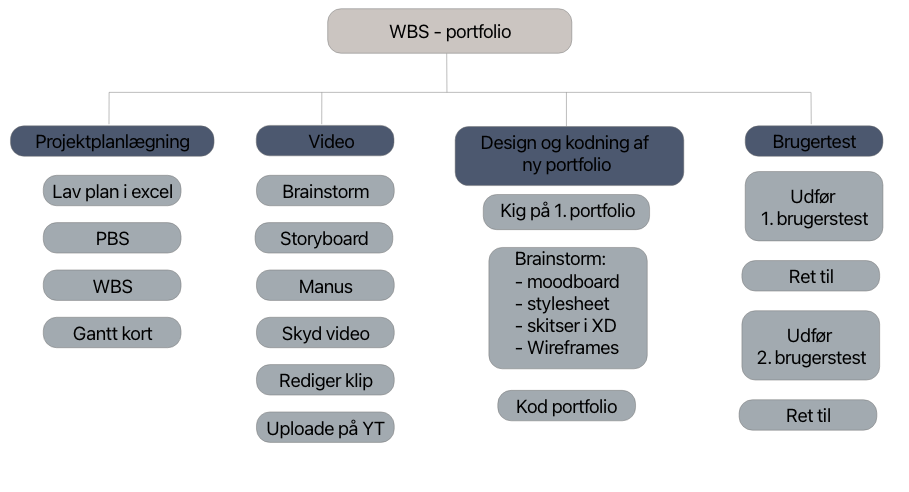 WBS - portfolio
Projektplanlægning
Lav plan i excel
PBS
WBS
Gantt kort
Video
Brainstorm
Storyboard
Manus
Skyd video
Rediger klip
Uploade på YT
Design og kodning af
ny portfolio
Kig på 1. portfolio
Brainstorm:
- moodboard
- stylesheet
- skitser i XD
- Wireframes
Kod portfolio
Brugertest
Udfør
1. brugerstest
Ret til
Udfør
2. brugerstest
Ret til